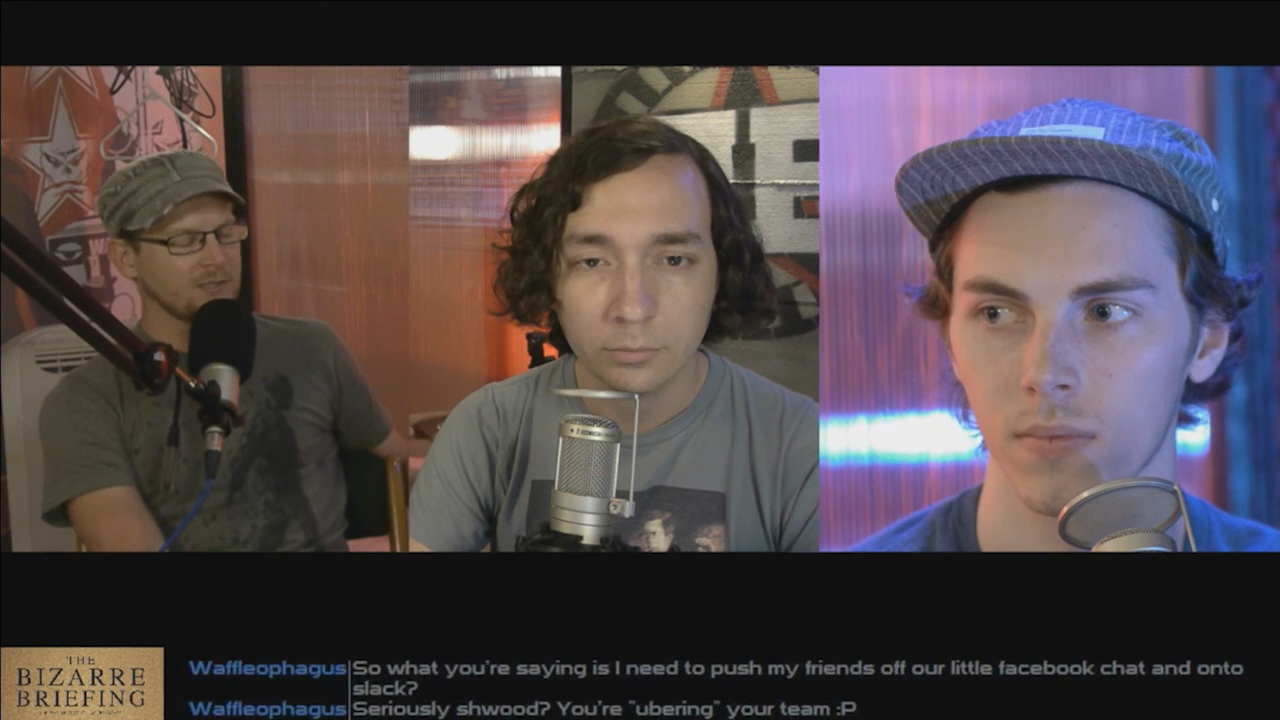 THE
BIZARRE
BRIEFING
Waffleophagus|So what you're saying is I need to push my friends off our little facebook chat and onto
slack?
Waffleophagus|Seriously shwood? You're "ubering" your team :P